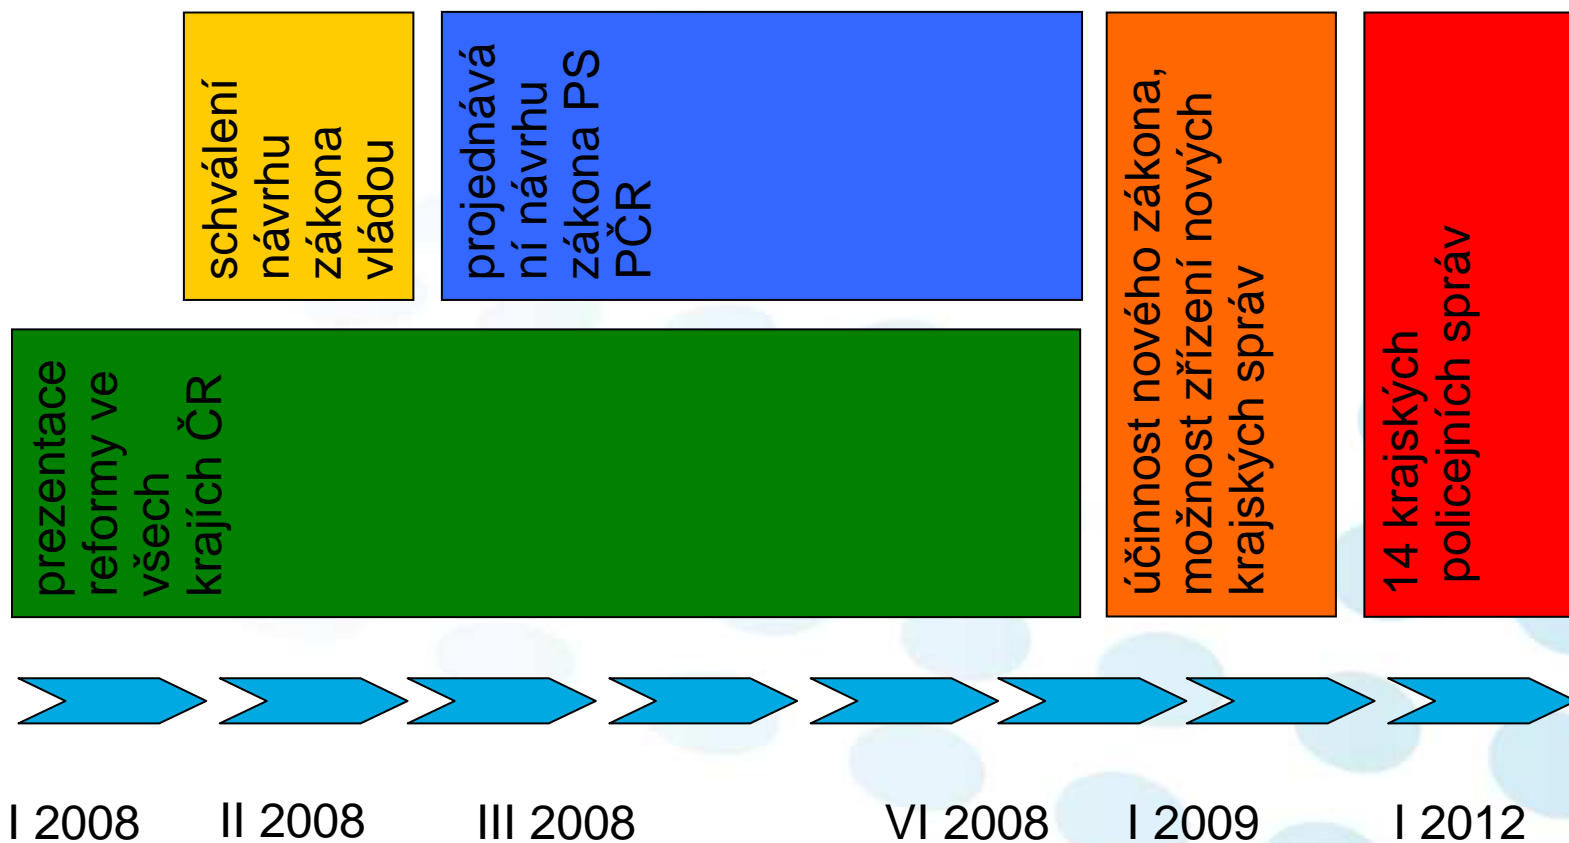 schválení
návrhu
zákona
vládou
projednává
ní návrhu
zákona PS
PČR
účinnost nového zákona,
možnost zřízení nových
krajských správ
14 krajských
policejních správ
prezentace
reformy ve
všech
krajích ČR
I 2008
II 2008
III 2008
VI 2008
I 2009
I 2012